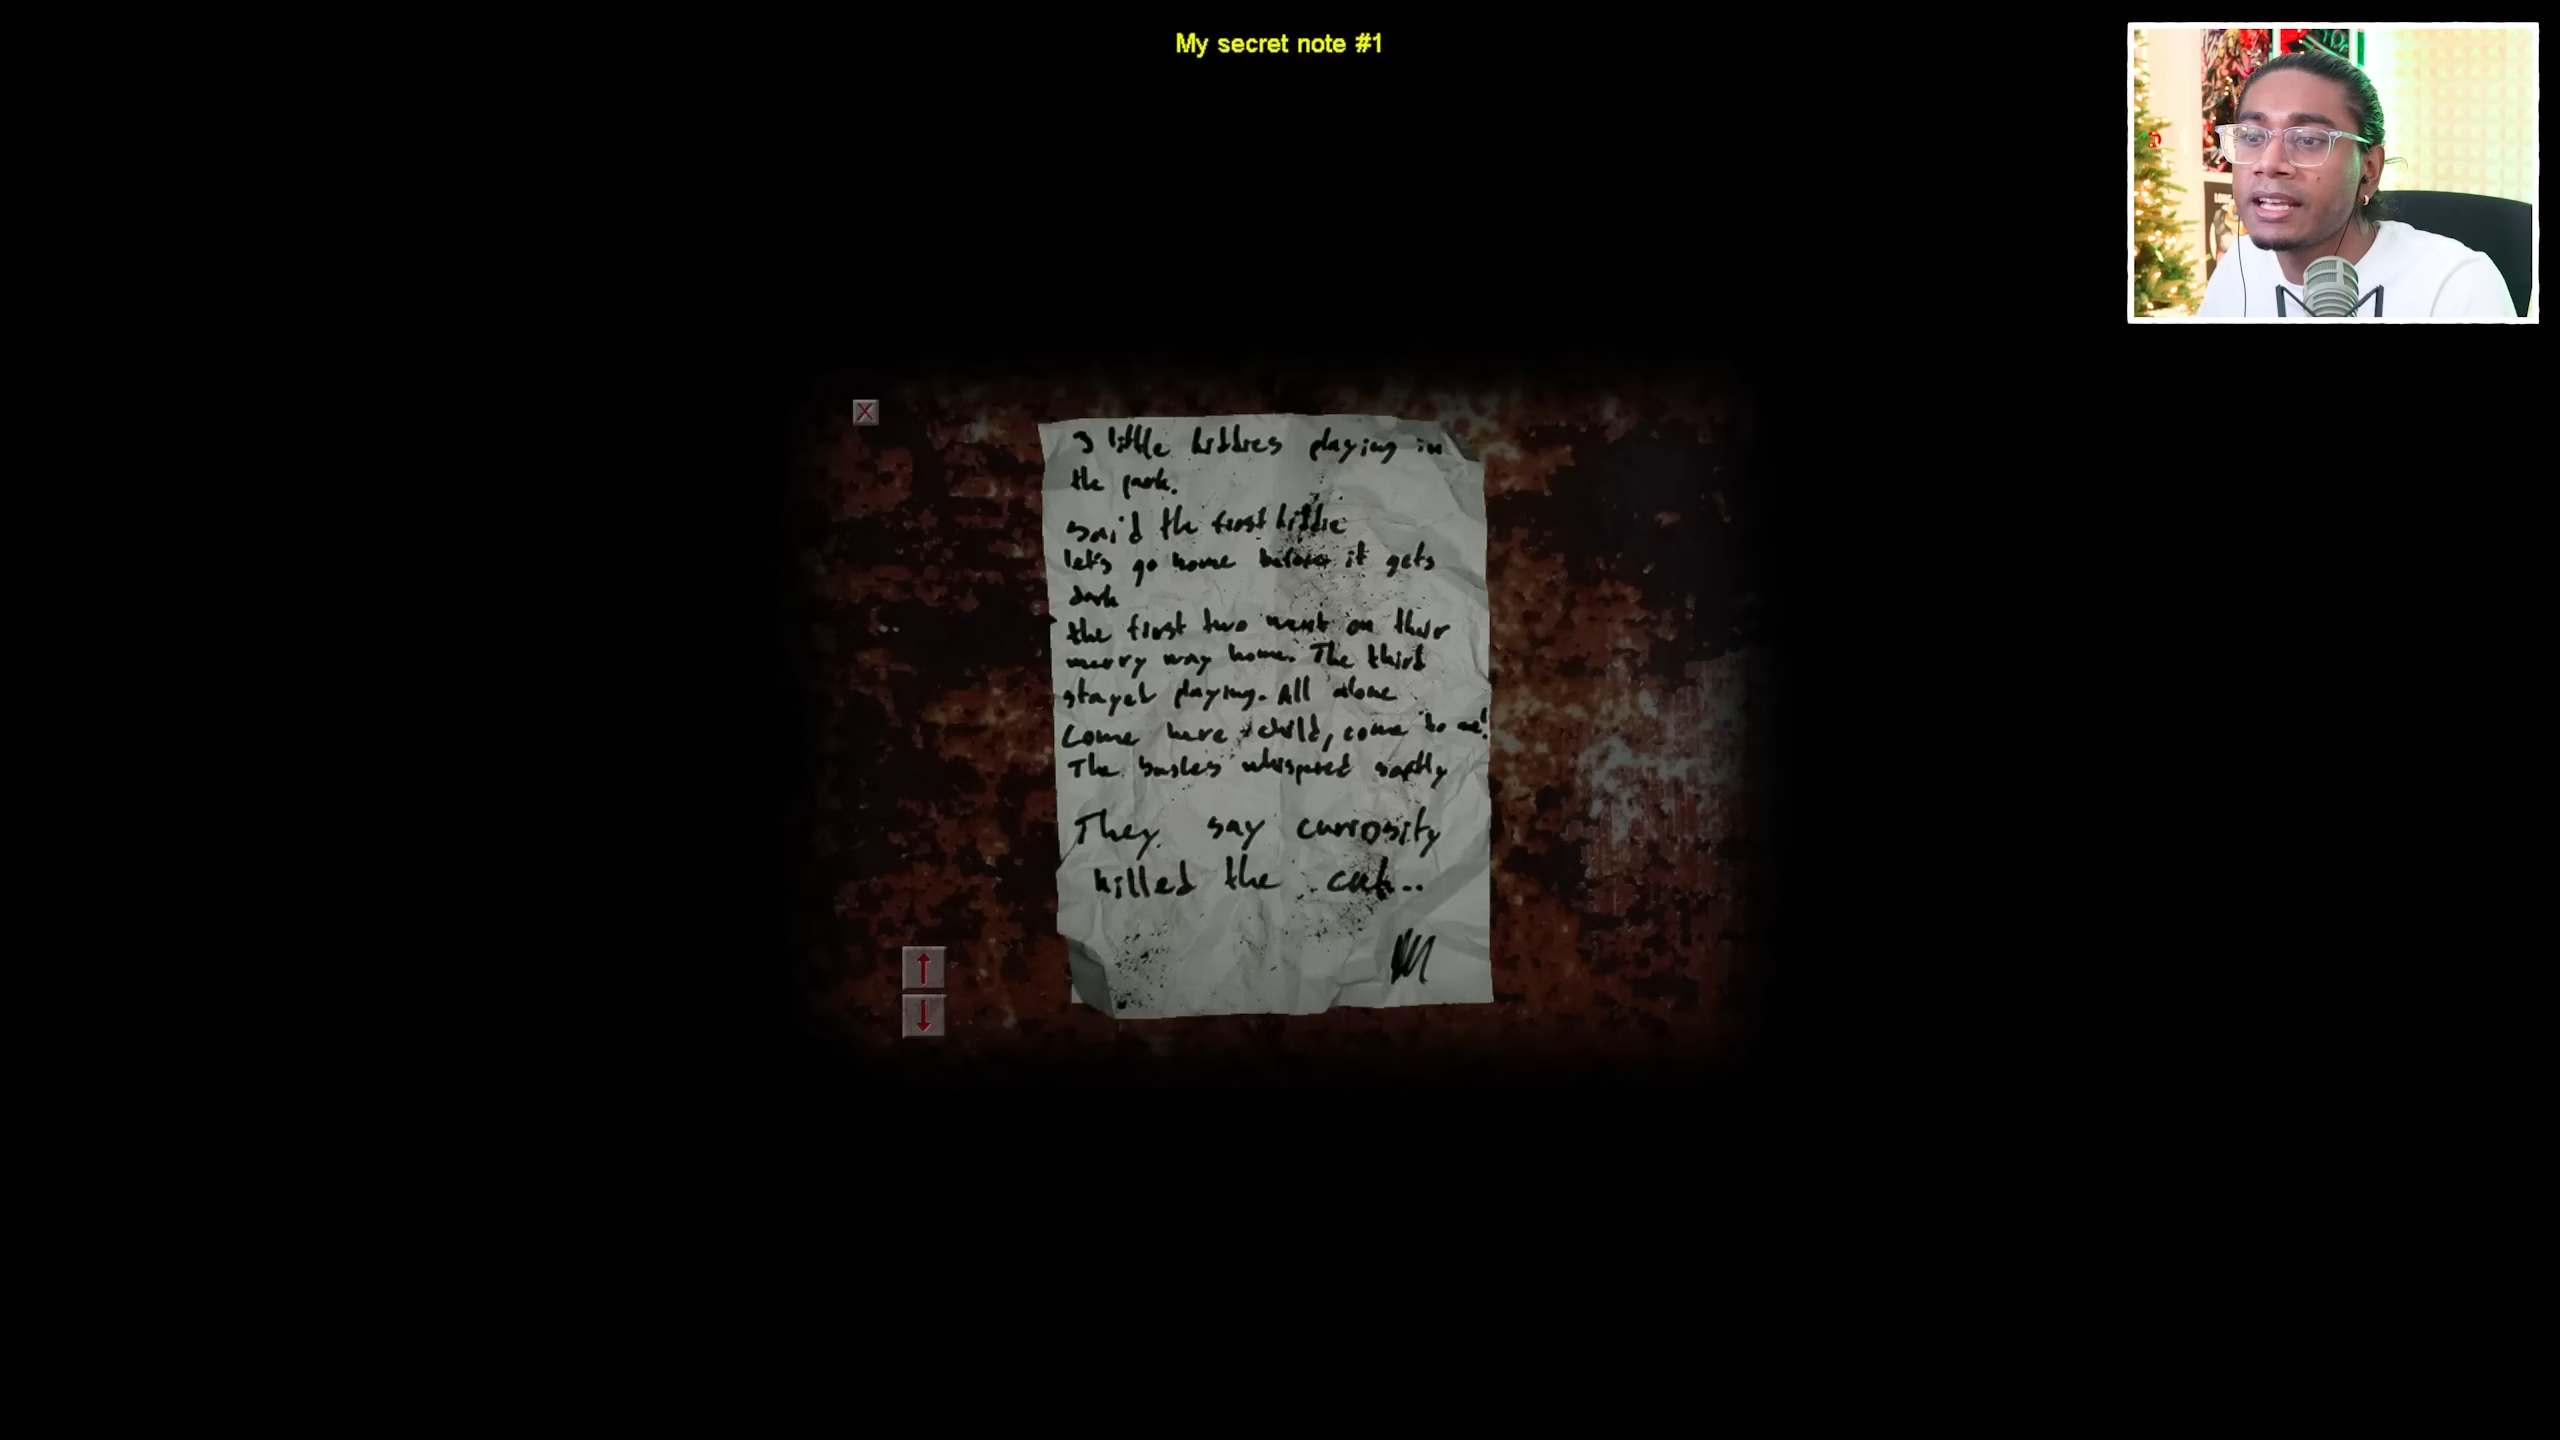 My secret note #1
3 little kiddies playing in
the park.
said the first kiddie
let's go home before it gets
dark
the first two went on their
merry way home. The third
stayed playing. All alone
Come here child, come to me!
The bushes whispered softly
They say curiosity
killed the cat..